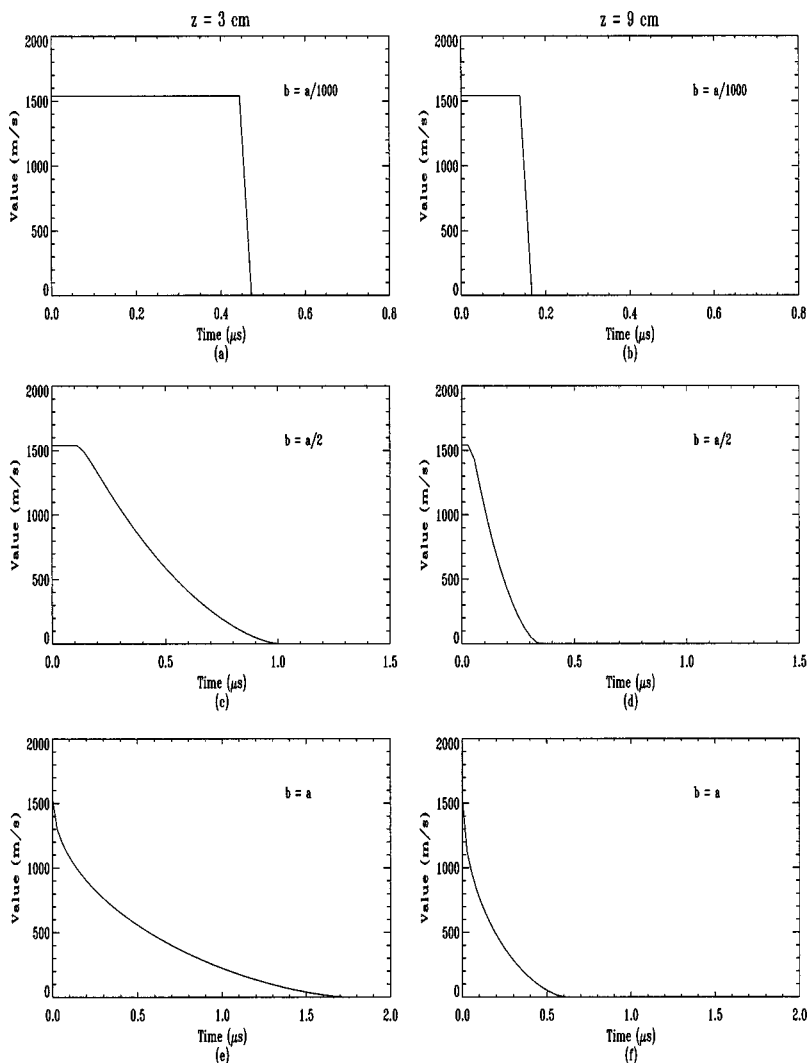 z = 3 cm
z = 9 cm
2000
1500
1000
500
0
Value (m/s)
b = a/1000
0.0 0.2 0.4 0.6 0.8
Time (μs)
(a)
2000
1500
1000
500
0
Value (m/s)
b = a/1000
0.0 0.2 0.4 0.6 0.8
Time (μs)
(b)
2000
1500
1000
500
0
Value (m/s)
b = a/2
0.0 0.5 1.0 1.5
Time (μs)
(c)
2000
1500
1000
500
0
Value (m/s)
b = a/2
0.0 0.5 1.0 1.5
Time (μs)
(d)
2000
1500
1000
500
0
Value (m/s)
b = a
0.0 0.5 1.0 1.5 2.0
Time (μs)
(e)
2000
1500
1000
500
0
Value (m/s)
b = a
0.0 0.5 1.0 1.5 2.0
Time (μs)
(f)